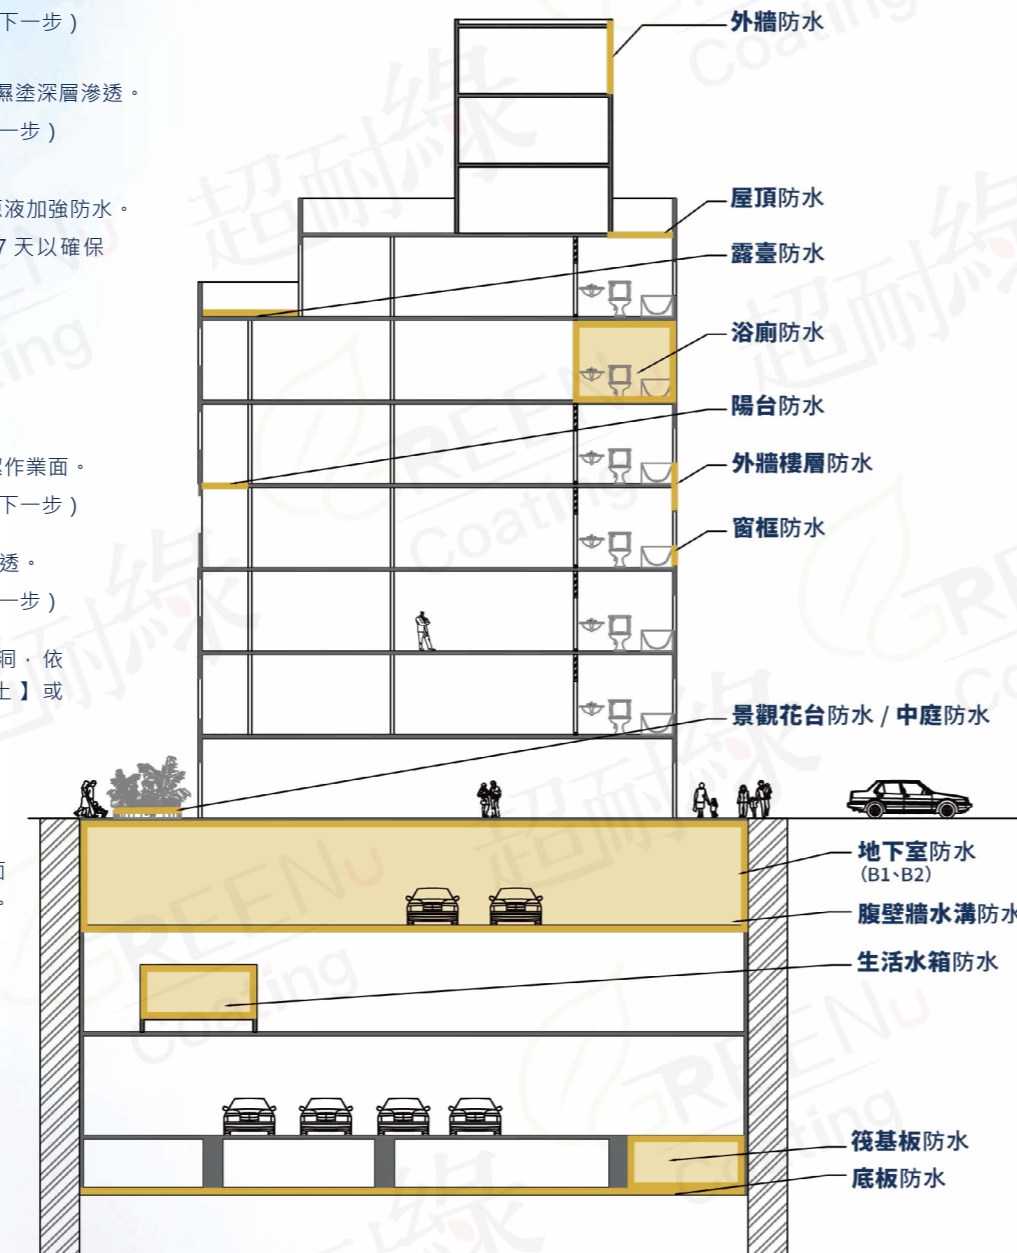 下一步 )
濕塗深層滲透。
一步 )
原液加強防水。
7 天以確保
作業面。
下一步 )
透。
一步 )
洞，依
土 】或
面
。
外牆防水
屋頂防水
露臺防水
浴廁防水
陽台防水
外牆樓層防水
窗框防水
景觀花台防水 / 中庭防水
地下室防水
(B1、B2)
腹壁牆水溝防水
生活水箱防水
筏基板防水
底板防水
超耐綠
GREENu
Coating